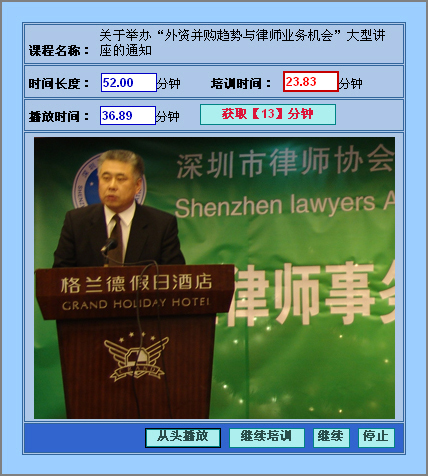 课程名称： 关于举办“外资并购趋势与律师业务机会”大型讲
座的通知
时间长度： 52.00 分钟 培训时间： 23.83 分钟
播放时间： 36.89 分钟 获取【13】分钟
深圳市律师协会
Shenzhen lawyers A
律师事务
格兰德假日酒店
GRAND HOLIDAY HOTEL
从头播放 继续培训 继续 停止